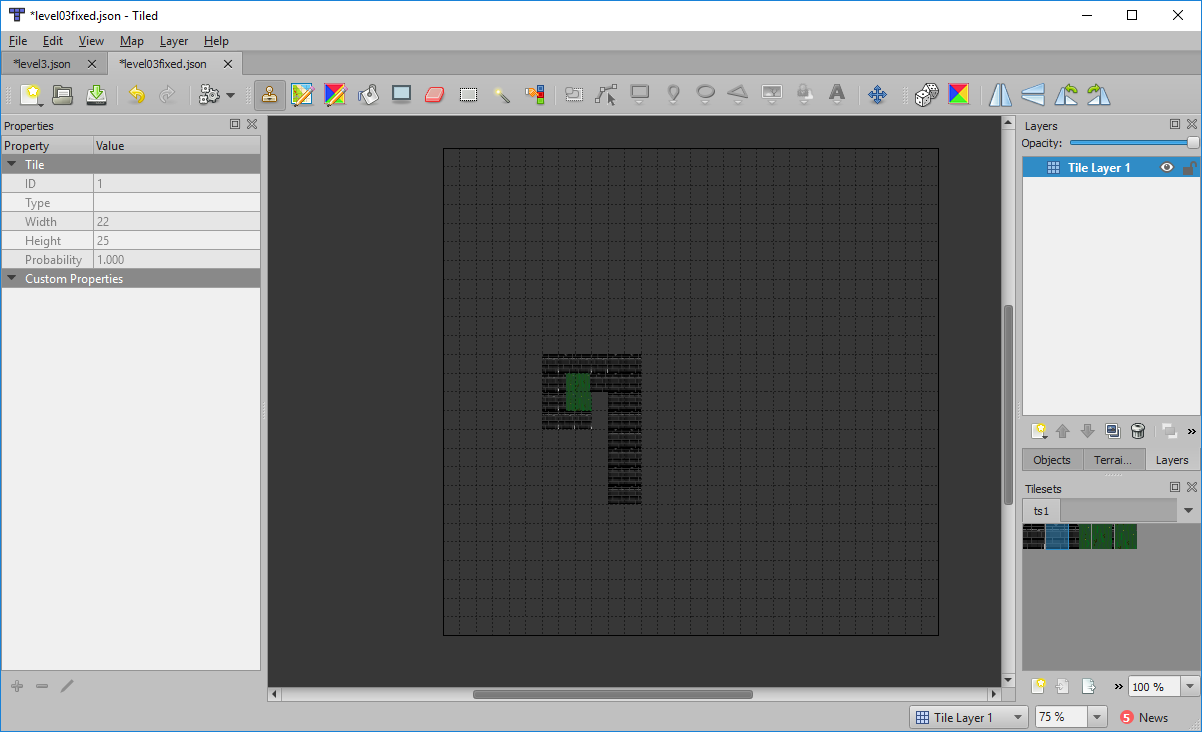 *level03fixed.json - Tiled
File Edit View Map Layer Help
*level3.json *level03fixed.json
Properties
Property Value
Tile
ID 1
Type
Width 22
Height 25
Probability 1.000
Custom Properties
Layers
Opacity:
Tile Layer 1
»
Objects Terrai... Layers
Tilesets
ts1
» 100 %
Tile Layer 1 75 % 5 News